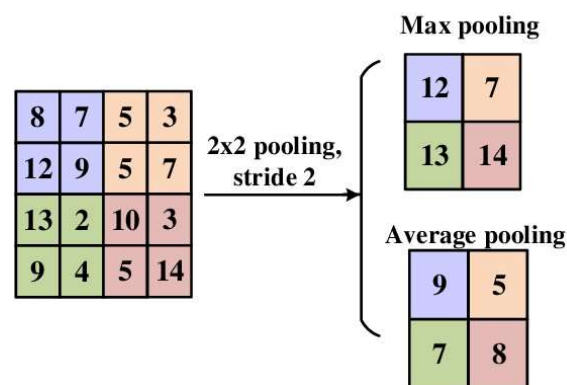 Max pooling
12 7
13 14
8 7 5 3
12 9 5 7
13 2 10 3
9 4 5 14
2x2 pooling,
stride 2
Average pooling
9 5
7 8